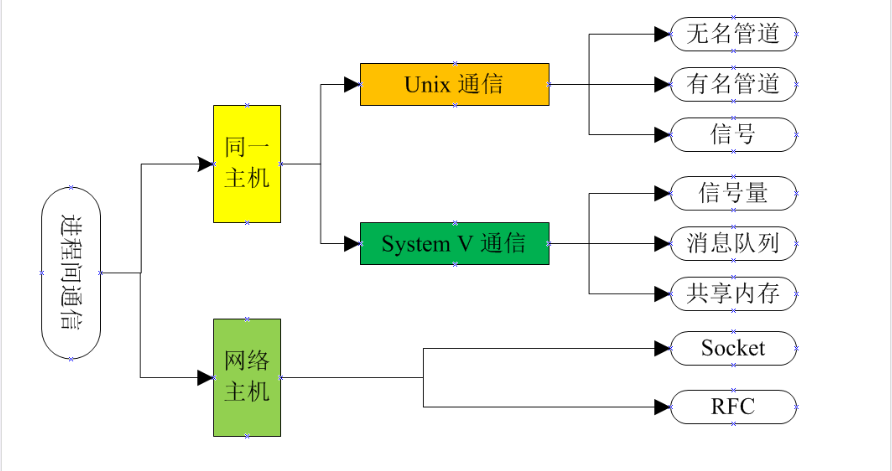 进程间通信
同一
主机
网络
主机
Unix 通信
System V 通信
无名管道
有名管道
信号
信号量
消息队列
共享内存
Socket
RFC